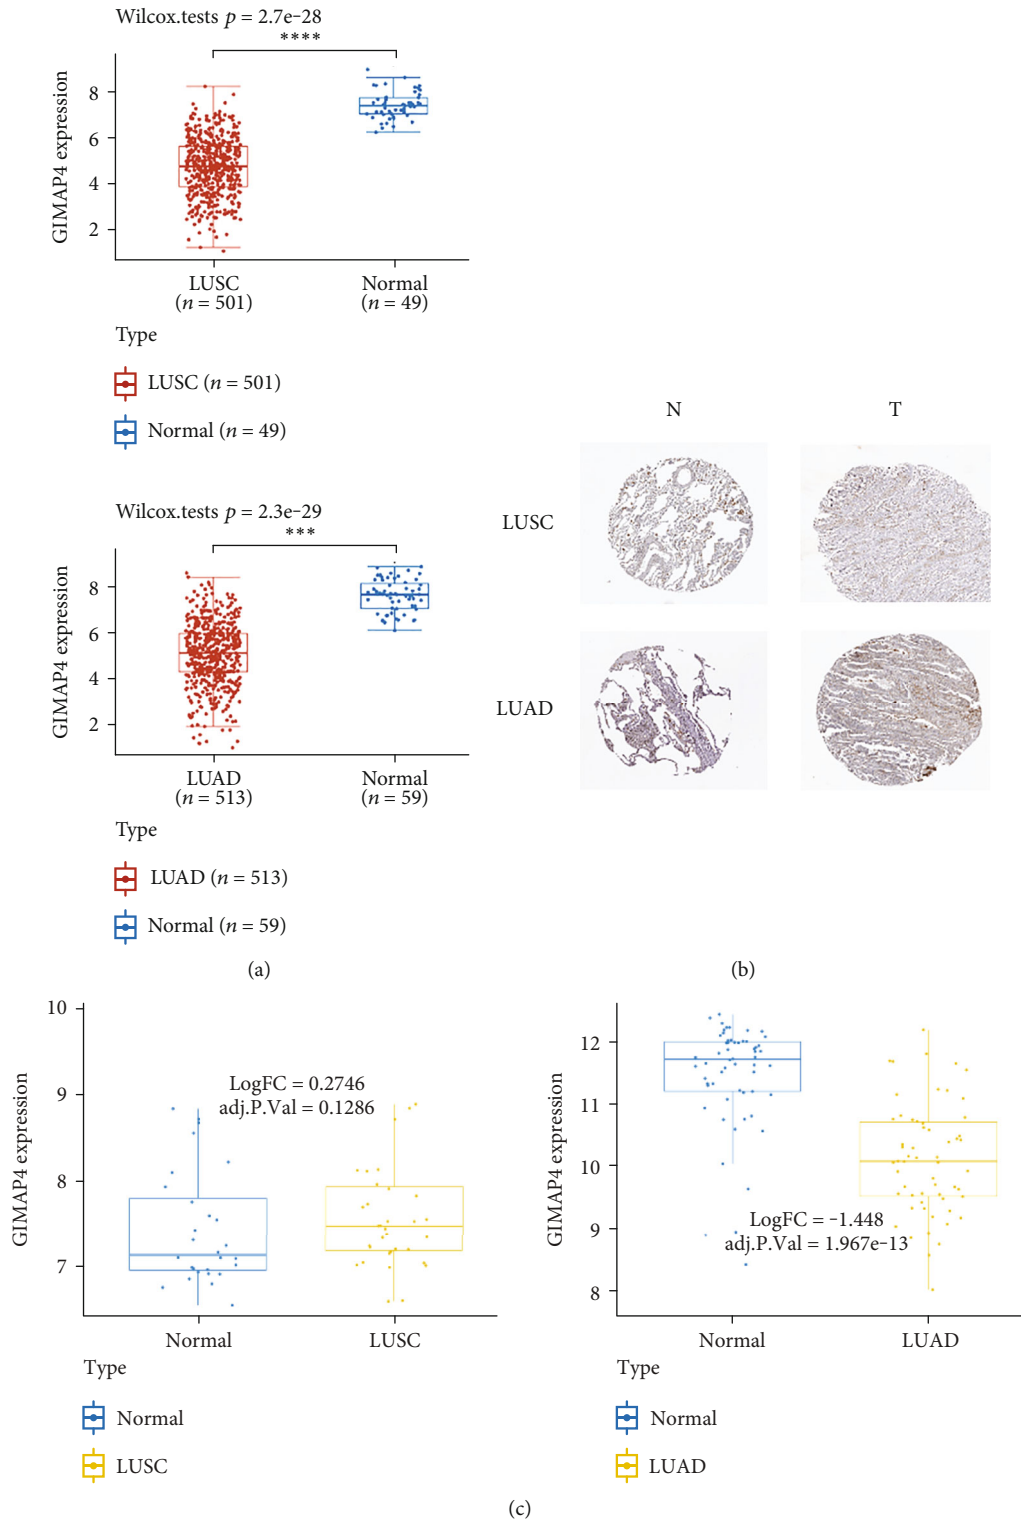 Wilcox.tests p = 2.7e−28
****
GIMAP4 expression
8
6
4
2
LUSC
(n = 501)
Normal
(n = 49)
Type
LUSC (n = 501)
Normal (n = 49)
Wilcox.tests p = 2.3e−29
***
GIMAP4 expression
8
6
4
2
LUAD
(n = 513)
Normal
(n = 59)
Type
LUAD (n = 513)
Normal (n = 59)
(a)
N
T
LUSC
LUAD
(b)
GIMAP4 expression
10
9
8
7
LogFC = 0.2746
adj.P.Val = 0.1286
Normal
LUSC
Type
Normal
LUSC
GIMAP4 expression
12
11
10
9
8
LogFC = −1.448
adj.P.Val = 1.967e−13
Normal
LUAD
Type
Normal
LUAD
(c)